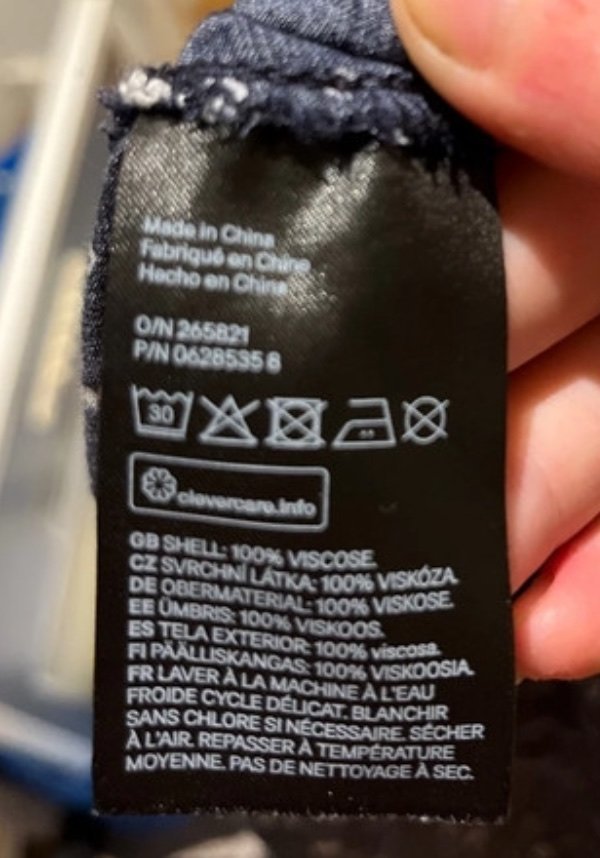 Made in China
Fabriqué en Chine
Hecho en China
O/N 265821
P/N 0628535 8
30
clevercare.info
GB SHELL: 100% VISCOSE
CZ SVRCHNÍ LÁTKA: 100% VISKÓZA
DE OBERMATERIAL: 100% VISKOSE.
EE ÜMBRIS: 100% VISKOOS.
ES TELA EXTERIOR: 100% viscosa.
FI PÄÄLLISKANGAS: 100% VISKOOSIA.
FR LAVER À LA MACHINE À L'EAU
FROIDE CYCLE DÉLICAT. BLANCHIR
SANS CHLORE SI NÉCESSAIRE. SÉCHER
À L'AIR. REPASSER À TEMPÉRATURE
MOYENNE. PAS DE NETTOYAGE À SEC.